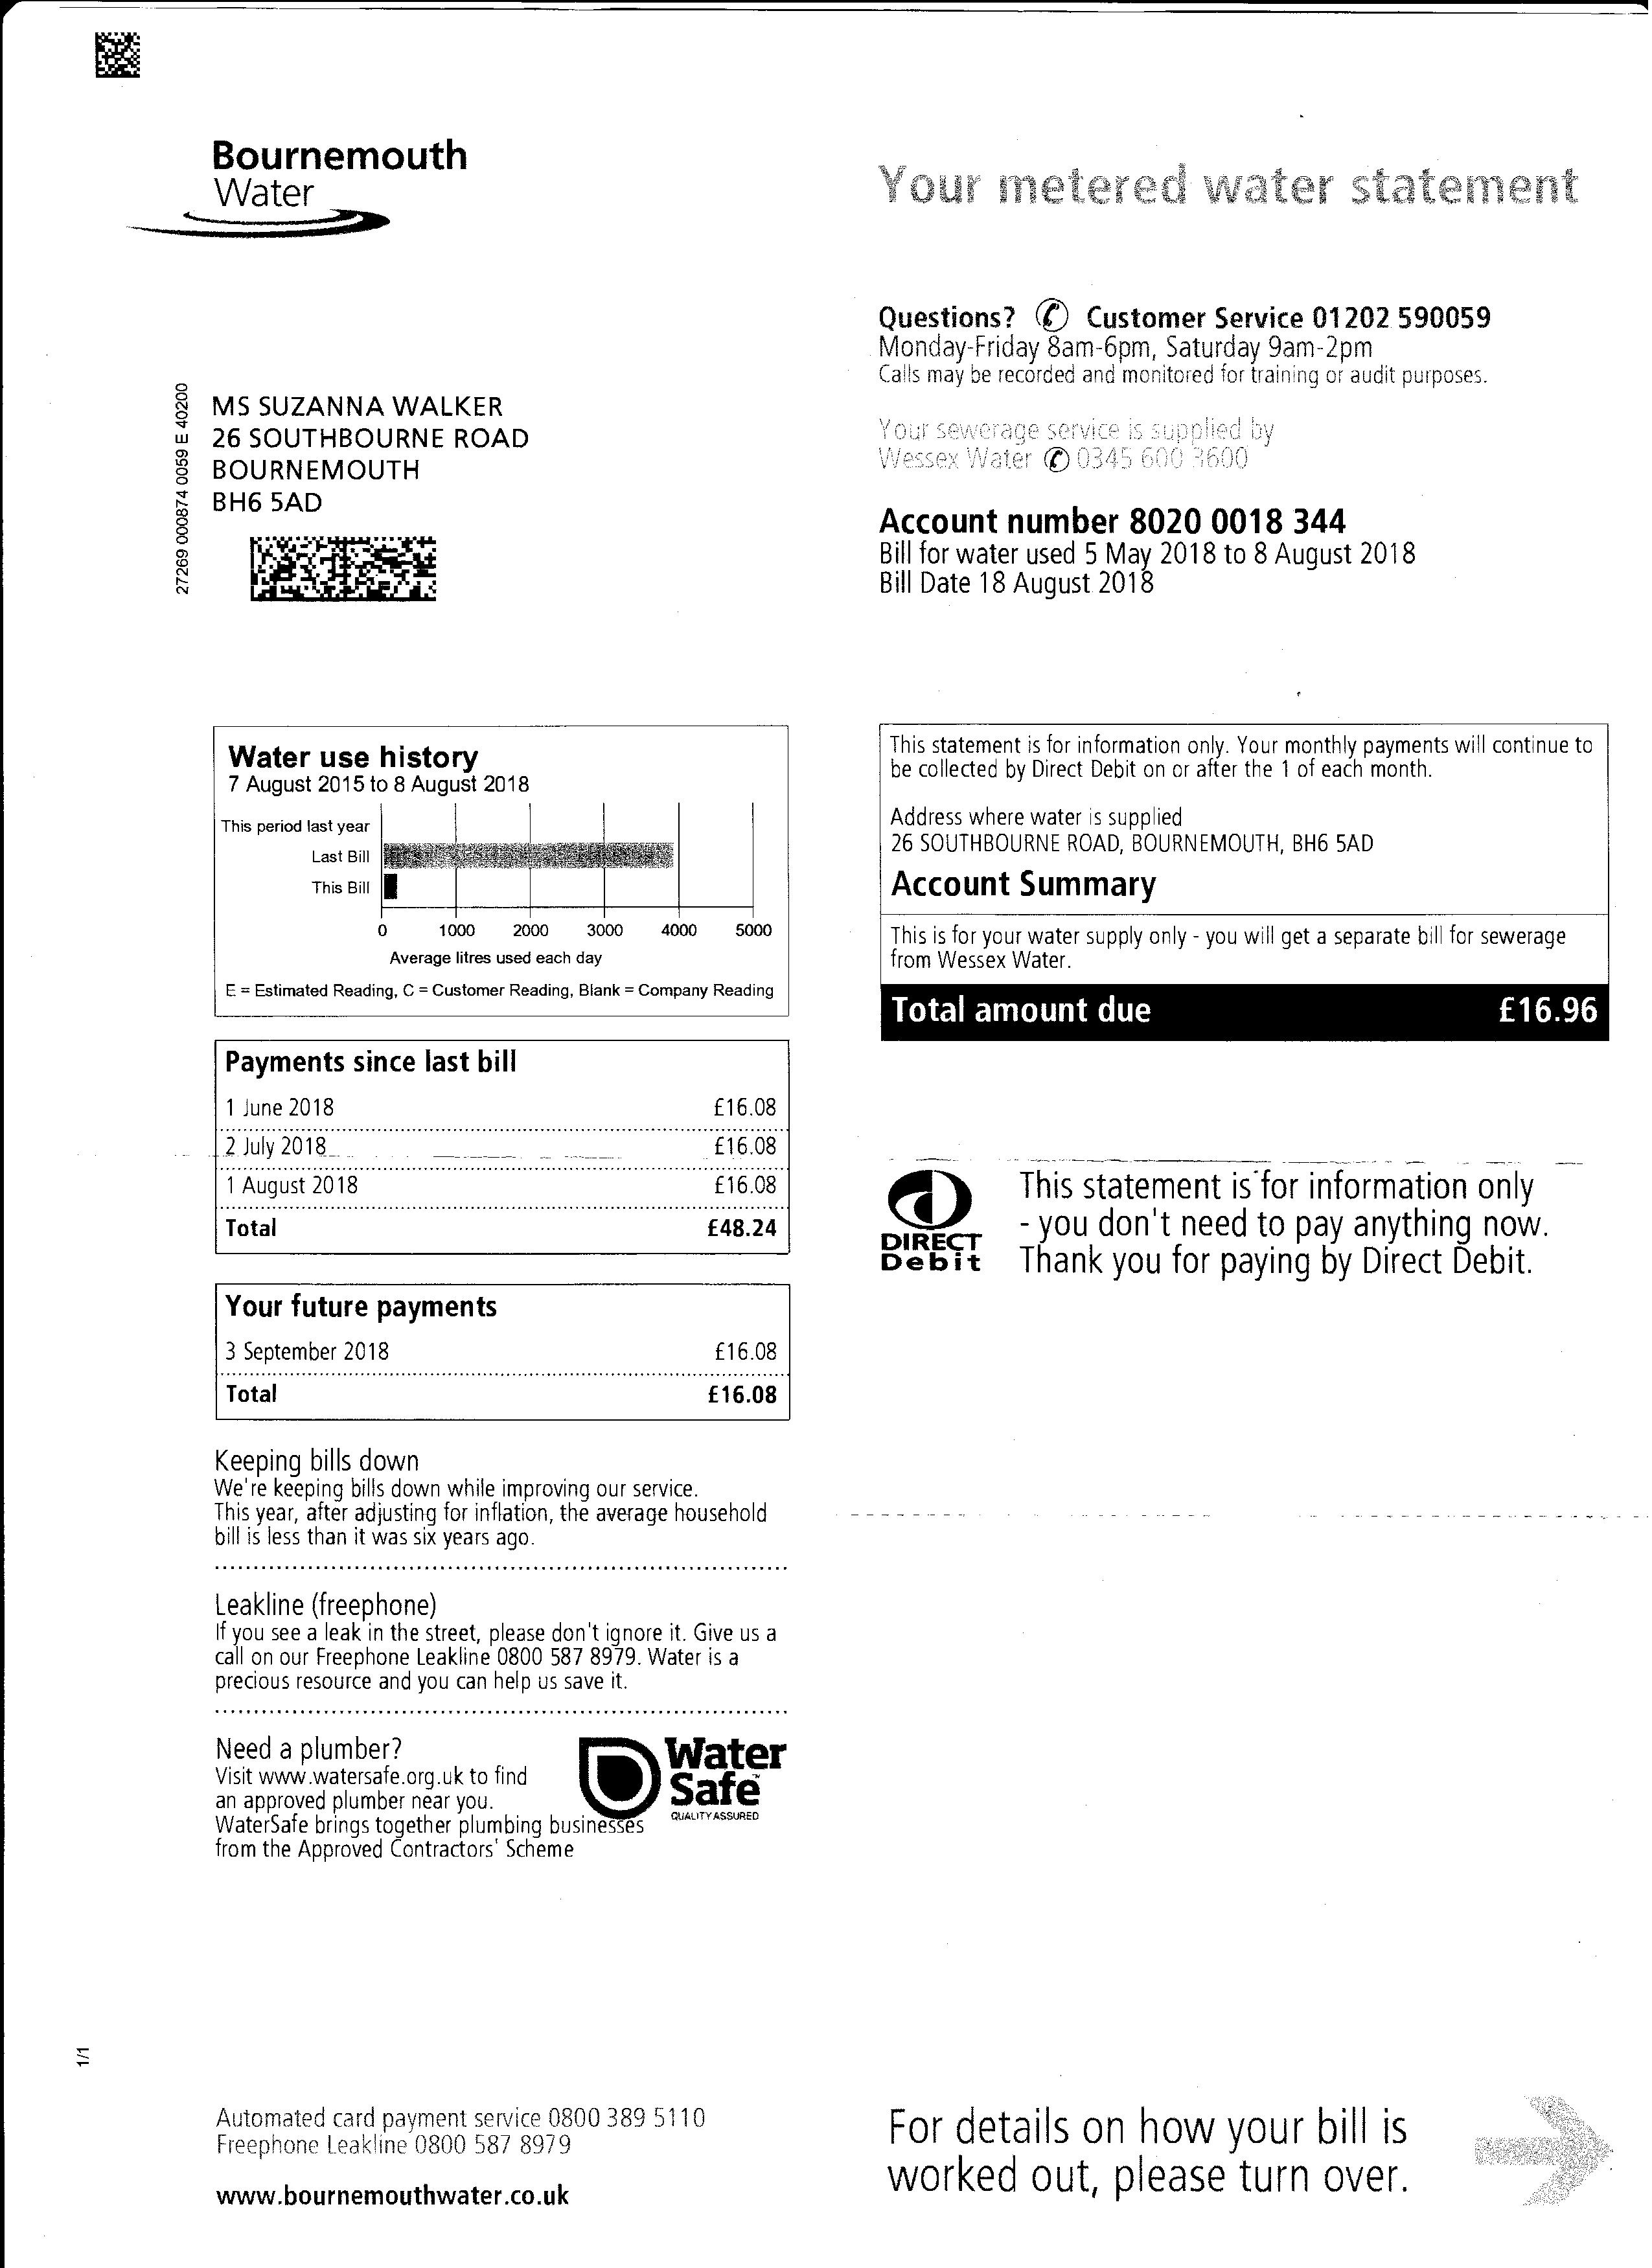 Bournemouth
Water
Your metered water statement
Questions? Customer Service 01202 590059
Monday-Friday 8am-6pm, Saturday 9am-2pm
Calls may be recorded and monitored for training or audit purposes.
27269 000874 0059 E 40200
MS SUZANNA WALKER
26 SOUTHBOURNE ROAD
BOURNEMOUTH
BH6 5AD
Your sewerage service is supplied by
Wessex Water 0345 600 3600
Account number 8020 0018 344
Bill for water used 5 May 2018 to 8 August 2018
Bill Date 18 August 2018
Water use history
7 August 2015 to 8 August 2018
This period last year
Last Bill
This Bill
0 1000 2000 3000 4000 5000
Average litres used each day
E = Estimated Reading, C = Customer Reading, Blank = Company Reading
This statement is for information only. Your monthly payments will continue to
be collected by Direct Debit on or after the 1 of each month.
Address where water is supplied
26 SOUTHBOURNE ROAD, BOURNEMOUTH, BH6 5AD
Account Summary
This is for your water supply only - you will get a separate bill for sewerage
from Wessex Water.
Total amount due £16.96
Payments since last bill
1 June 2018 £16.08
2 July 2018 £16.08
1 August 2018 £16.08
Total £48.24
DIRECT
Debit
This statement is for information only
- you don't need to pay anything now.
Thank you for paying by Direct Debit.
Your future payments
3 September 2018 £16.08
Total £16.08
Keeping bills down
We're keeping bills down while improving our service.
This year, after adjusting for inflation, the average household
bill is less than it was six years ago.
Leakline (freephone)
If you see a leak in the street, please don't ignore it. Give us a
call on our Freephone Leakline 0800 587 8979. Water is a
precious resource and you can help us save it.
Need a plumber?
Visit www.watersafe.org.uk to find
an approved plumber near you.
WaterSafe brings together plumbing businesses
from the Approved Contractors' Scheme
Water
Safe™
QUALITY ASSURED
1/1
Automated card payment service 0800 389 5110
Freephone Leakline 0800 587 8979
www.bournemouthwater.co.uk
For details on how your bill is
worked out, please turn over.